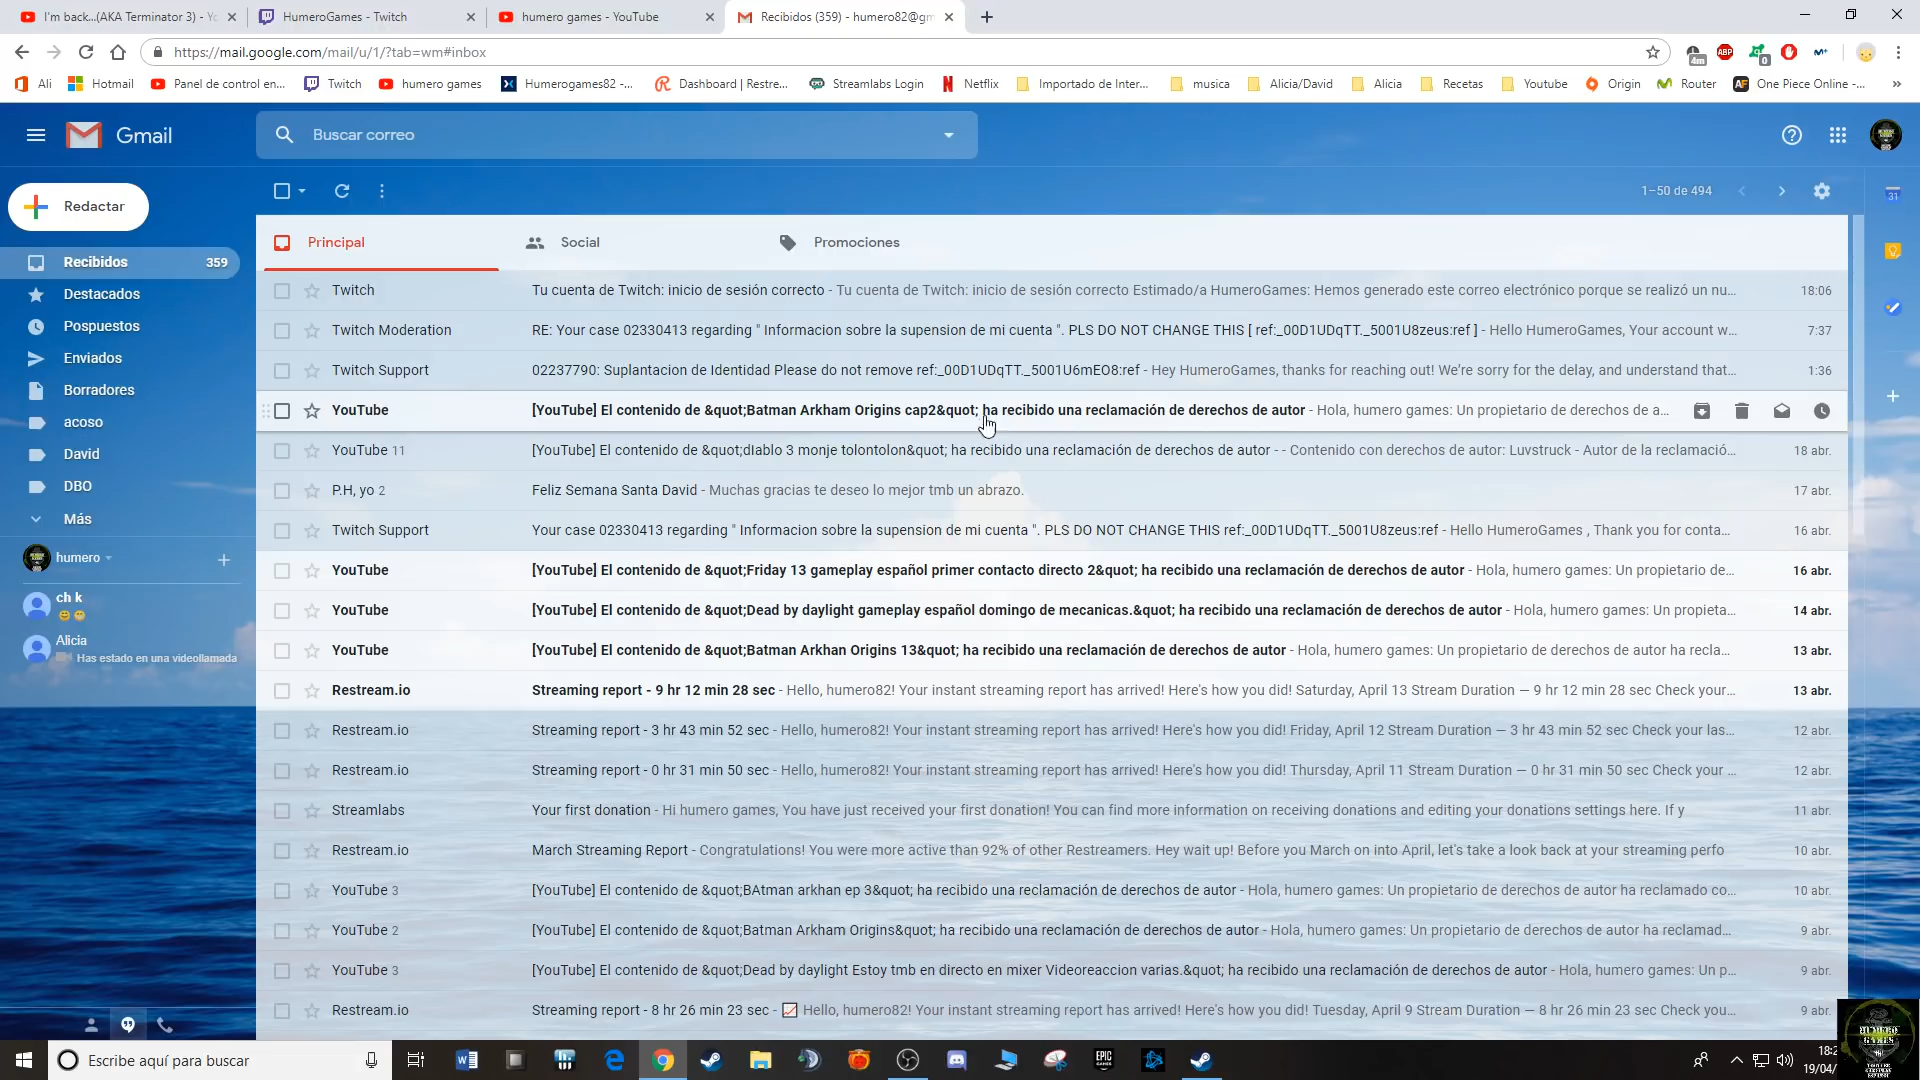 I'm back...(AKA Terminator 3) - Yo
HumeroGames - Twitch
humero games - YouTube
Recibidos (359) - humero82@gm
https://mail.google.com/mail/u/1/?tab=wm#inbox
Ali
Hotmail
Panel de control en...
Twitch
humero games
Humerogames82 -...
Dashboard | Restre...
Streamlabs Login
Netflix
Importado de Inter...
musica
Alicia/David
Alicia
Recetas
Youtube
Origin
Router
One Piece Online -...
Gmail
Buscar correo
Redactar
1–50 de 494
Principal
Social
Promociones
Recibidos 359
Destacados
Pospuestos
Enviados
Borradores
acoso
David
DBO
Más
humero
ch k
Alicia
Has estado en una videollamada
Twitch Tu cuenta de Twitch: inicio de sesión correcto - Tu cuenta de Twitch: inicio de sesión correcto Estimado/a HumeroGames: Hemos generado este correo electrónico porque se realizó un nu... 18:06
Twitch Moderation RE: Your case 02330413 regarding " Informacion sobre la supension de mi cuenta ". PLS DO NOT CHANGE THIS [ ref:_00D1UDqTT._5001U8zeus:ref ] - Hello HumeroGames, Your account w... 7:37
Twitch Support 02237790: Suplantacion de Identidad Please do not remove ref:_00D1UDqTT._5001U6mEO8:ref - Hey HumeroGames, thanks for reaching out! We're sorry for the delay, and understand that... 1:36
YouTube [YouTube] El contenido de &quot;Batman Arkham Origins cap2&quot; ha recibido una reclamación de derechos de autor - Hola, humero games: Un propietario de derechos de a...
YouTube 11 [YouTube] El contenido de &quot;dIablo 3 monje tolontolon&quot; ha recibido una reclamación de derechos de autor - - Contenido con derechos de autor: Luvstruck - Autor de la reclamació... 18 abr.
P.H, yo 2 Feliz Semana Santa David - Muchas gracias te deseo lo mejor tmb un abrazo. 17 abr.
Twitch Support Your case 02330413 regarding " Informacion sobre la supension de mi cuenta ". PLS DO NOT CHANGE THIS ref:_00D1UDqTT._5001U8zeus:ref - Hello HumeroGames , Thank you for conta... 16 abr.
YouTube [YouTube] El contenido de &quot;Friday 13 gameplay español primer contacto directo 2&quot; ha recibido una reclamación de derechos de autor - Hola, humero games: Un propietario de... 16 abr.
YouTube [YouTube] El contenido de &quot;Dead by daylight gameplay español domingo de mecanicas.&quot; ha recibido una reclamación de derechos de autor - Hola, humero games: Un propieta... 14 abr.
YouTube [YouTube] El contenido de &quot;Batman Arkhan Origins 13&quot; ha recibido una reclamación de derechos de autor - Hola, humero games: Un propietario de derechos de autor ha recla... 13 abr.
Restream.io Streaming report - 9 hr 12 min 28 sec - Hello, humero82! Your instant streaming report has arrived! Here's how you did! Saturday, April 13 Stream Duration — 9 hr 12 min 28 sec Check your... 13 abr.
Restream.io Streaming report - 3 hr 43 min 52 sec - Hello, humero82! Your instant streaming report has arrived! Here's how you did! Friday, April 12 Stream Duration — 3 hr 43 min 52 sec Check your las... 12 abr.
Restream.io Streaming report - 0 hr 31 min 50 sec - Hello, humero82! Your instant streaming report has arrived! Here's how you did! Thursday, April 11 Stream Duration — 0 hr 31 min 50 sec Check your ... 12 abr.
Streamlabs Your first donation - Hi humero games, You have just received your first donation! You can find more information on receiving donations and editing your donations settings here. If y 11 abr.
Restream.io March Streaming Report - Congratulations! You were more active than 92% of other Restreamers. Hey wait up! Before you March on into April, let's take a look back at your streaming perfo 10 abr.
YouTube 3 [YouTube] El contenido de &quot;BAtman arkhan ep 3&quot; ha recibido una reclamación de derechos de autor - Hola, humero games: Un propietario de derechos de autor ha reclamado co... 10 abr.
YouTube 2 [YouTube] El contenido de &quot;Batman Arkham Origins&quot; ha recibido una reclamación de derechos de autor - Hola, humero games: Un propietario de derechos de autor ha reclamad... 9 abr.
YouTube 3 [YouTube] El contenido de &quot;Dead by daylight Estoy tmb en directo en mixer Videoreaccion varias.&quot; ha recibido una reclamación de derechos de autor - Hola, humero games: Un p... 9 abr.
Restream.io Streaming report - 8 hr 26 min 23 sec - Hello, humero82! Your instant streaming report has arrived! Here's how you did! Tuesday, April 9 Stream Duration — 8 hr 26 min 23 sec Check you... 9 abr.
Escribe aquí para buscar
18:2
19/04/